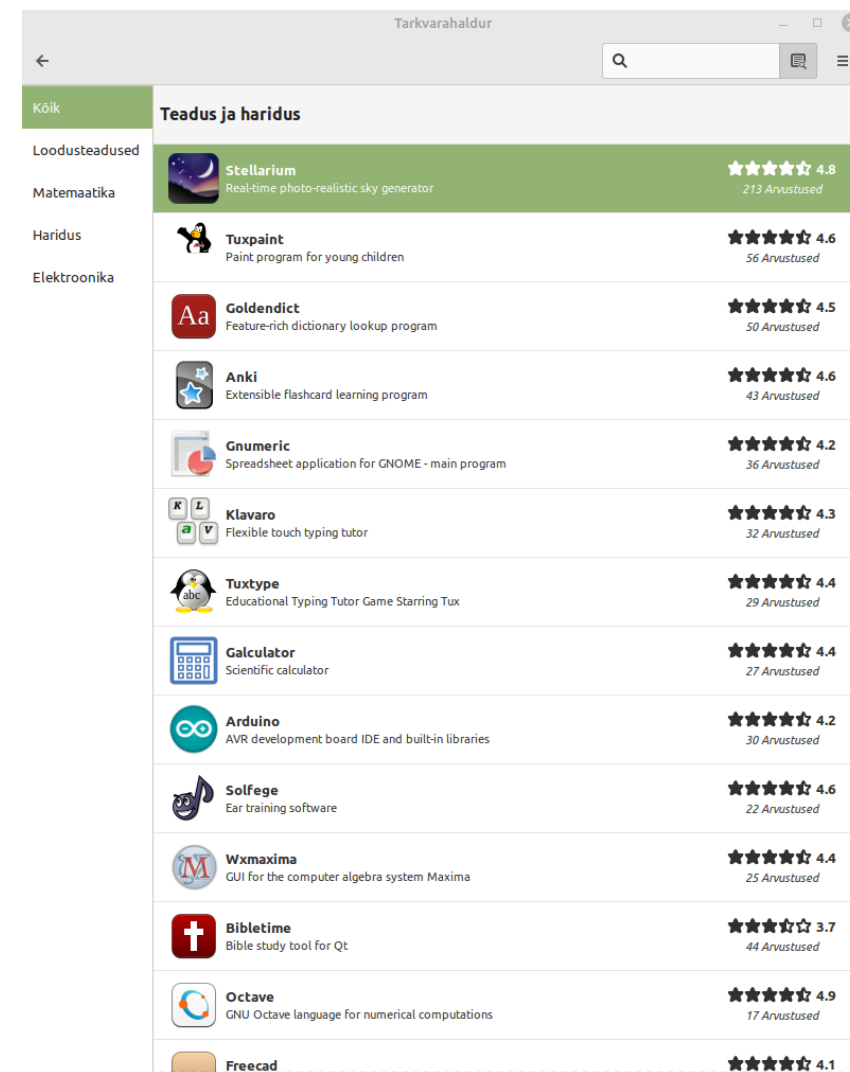 Tarkvarahaldur
Kõik
Loodusteadused
Matemaatika
Haridus
Elektroonika
Teadus ja haridus
Stellarium
Real-time photo-realistic sky generator
4.8
213 Arvustused
Tuxpaint
Paint program for young children
4.6
56 Arvustused
Aa
Goldendict
Feature-rich dictionary lookup program
4.5
50 Arvustused
Anki
Extensible flashcard learning program
4.6
43 Arvustused
Gnumeric
Spreadsheet application for GNOME - main program
4.2
36 Arvustused
K L
a v
Klavaro
Flexible touch typing tutor
4.3
32 Arvustused
abc
Tuxtype
Educational Typing Tutor Game Starring Tux
4.4
29 Arvustused
Galculator
Scientific calculator
4.4
27 Arvustused
Arduino
AVR development board IDE and built-in libraries
4.2
30 Arvustused
Solfege
Ear training software
4.6
22 Arvustused
M
Wxmaxima
GUI for the computer algebra system Maxima
4.4
25 Arvustused
Bibletime
Bible study tool for Qt
3.7
44 Arvustused
Octave
GNU Octave language for numerical computations
4.9
17 Arvustused
Freecad
4.1